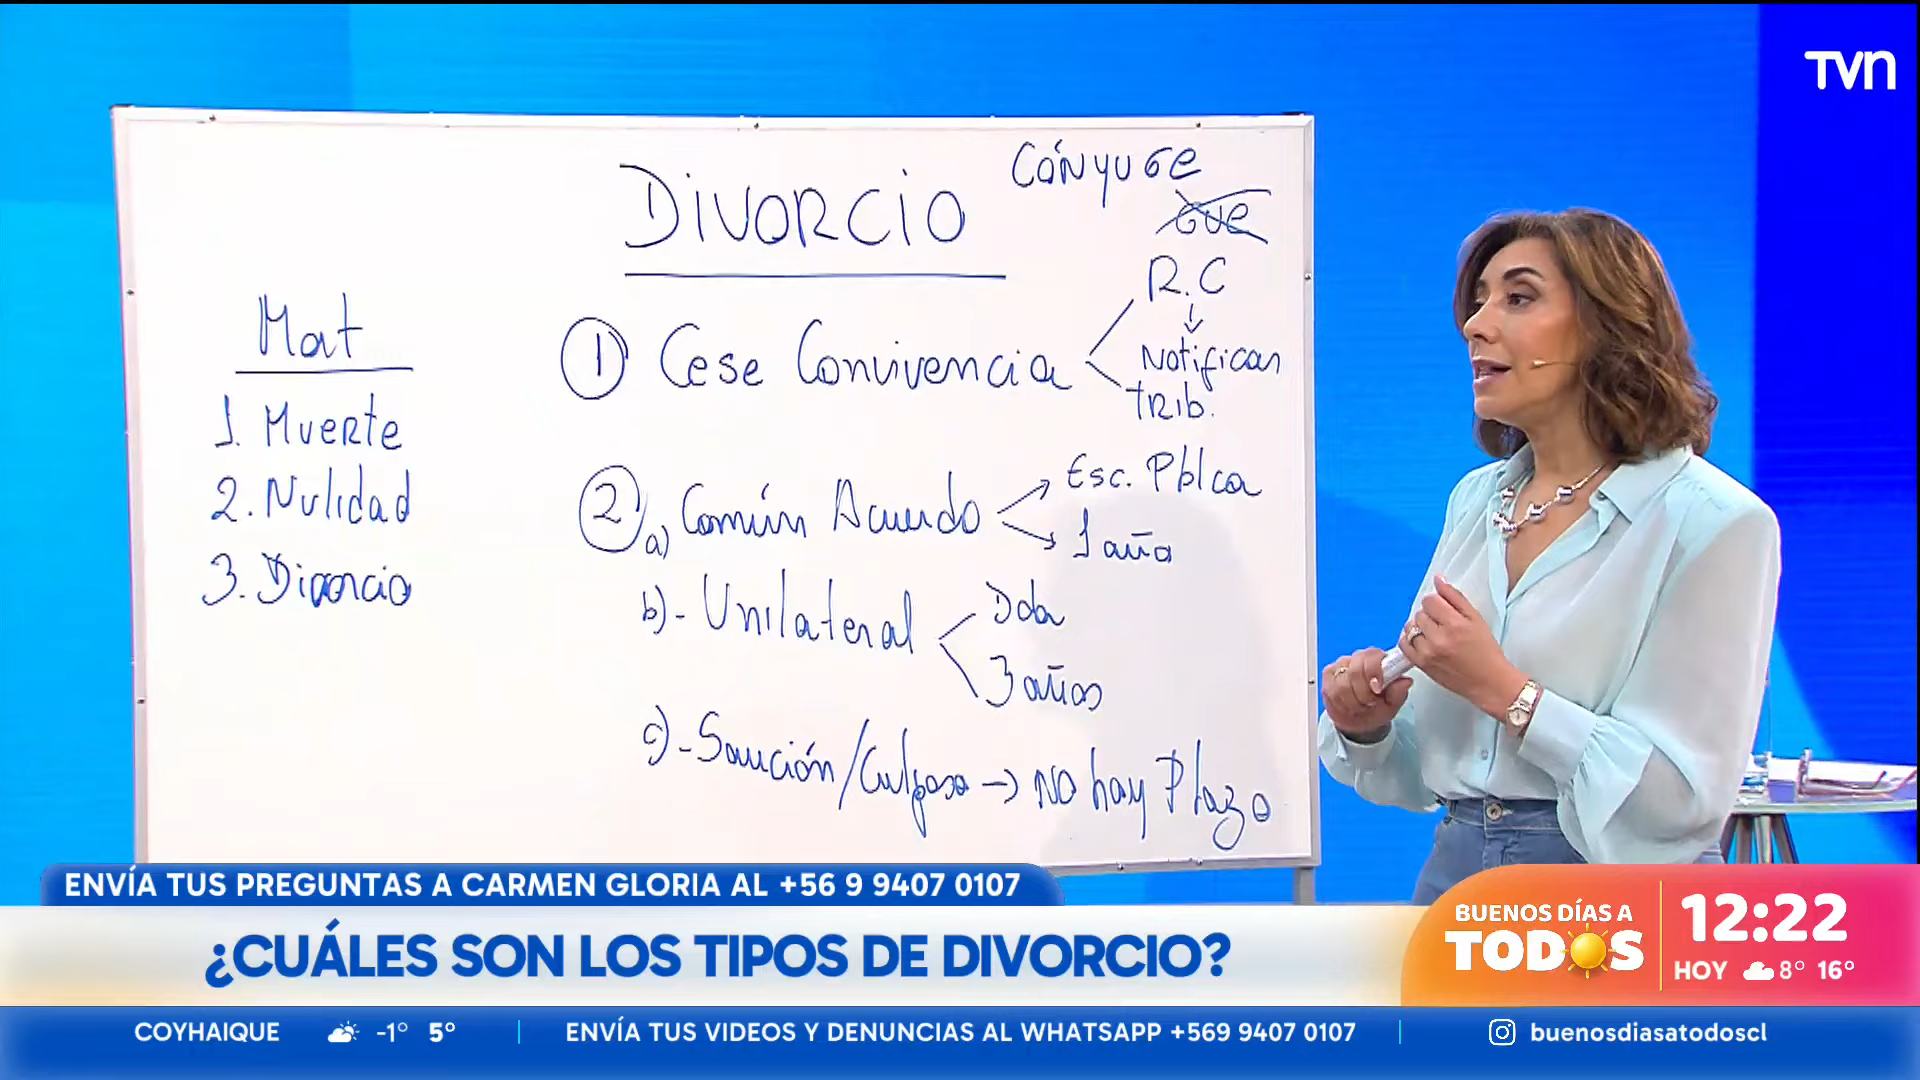 TVN
DIVORCIO
CÓNYUGE
GUE
R.C
Notifican
Trib.
Mat
1. Muerte
2. Nulidad
3. Divorcio
1 Cese Convivencia
2 a) Común Acuerdo
Esc. Pblca
1 año
b)- Unilateral
Dda
3 años
c)- Sanción/Culposo → NO hay Plazo
ENVÍA TUS PREGUNTAS A CARMEN GLORIA AL +56 9 9407 0107
¿CUÁLES SON LOS TIPOS DE DIVORCIO?
BUENOS DÍAS A
TODOS
12:22
HOY 8° 16°
COYHAIQUE -1° 5°
ENVÍA TUS VIDEOS Y DENUNCIAS AL WHATSAPP +569 9407 0107
buenosdiasatodoscl